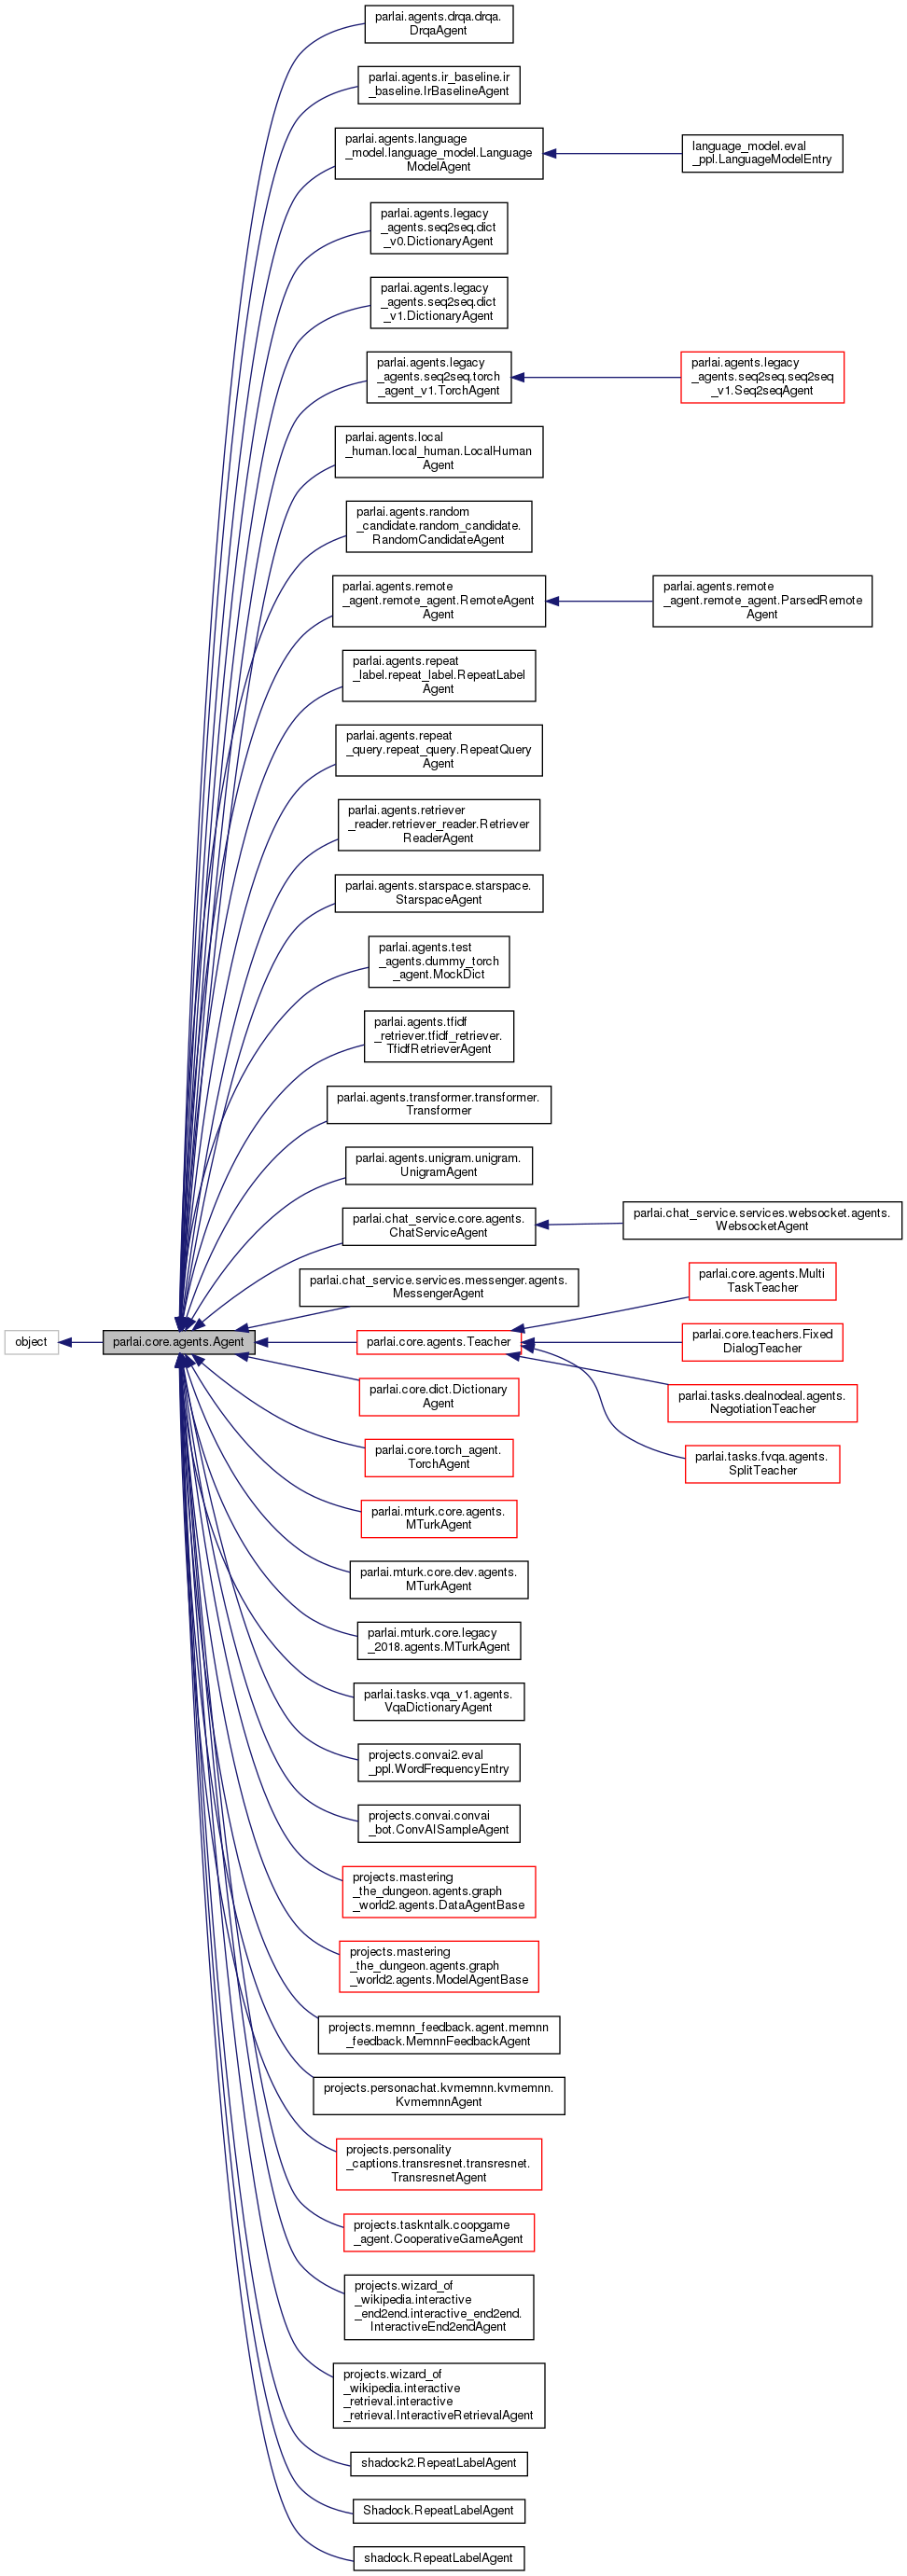 parlai.agents.drqa.drqa.
DrqaAgent
parlai.agents.ir_baseline.ir
_baseline.IrBaselineAgent
parlai.agents.language
_model.language_model.Language
ModelAgent
language_model.eval
_ppl.LanguageModelEntry
parlai.agents.legacy
_agents.seq2seq.dict
_v0.DictionaryAgent
parlai.agents.legacy
_agents.seq2seq.dict
_v1.DictionaryAgent
parlai.agents.legacy
_agents.seq2seq.torch
_agent_v1.TorchAgent
parlai.agents.legacy
_agents.seq2seq.seq2seq
_v1.Seq2seqAgent
parlai.agents.local
_human.local_human.LocalHuman
Agent
parlai.agents.random
_candidate.random_candidate.
RandomCandidateAgent
parlai.agents.remote
_agent.remote_agent.RemoteAgent
Agent
parlai.agents.remote
_agent.remote_agent.ParsedRemote
Agent
parlai.agents.repeat
_label.repeat_label.RepeatLabel
Agent
parlai.agents.repeat
_query.repeat_query.RepeatQuery
Agent
parlai.agents.retriever
_reader.retriever_reader.Retriever
ReaderAgent
parlai.agents.starspace.starspace.
StarspaceAgent
parlai.agents.test
_agents.dummy_torch
_agent.MockDict
parlai.agents.tfidf
_retriever.tfidf_retriever.
TfidfRetrieverAgent
parlai.agents.transformer.transformer.
Transformer
parlai.agents.unigram.unigram.
UnigramAgent
parlai.chat_service.core.agents.
ChatServiceAgent
parlai.chat_service.services.websocket.agents.
WebsocketAgent
parlai.chat_service.services.messenger.agents.
MessengerAgent
object
parlai.core.agents.Agent
parlai.core.agents.Teacher
parlai.core.agents.Multi
TaskTeacher
parlai.core.teachers.Fixed
DialogTeacher
parlai.tasks.dealnodeal.agents.
NegotiationTeacher
parlai.tasks.fvqa.agents.
SplitTeacher
parlai.core.dict.Dictionary
Agent
parlai.core.torch_agent.
TorchAgent
parlai.mturk.core.agents.
MTurkAgent
parlai.mturk.core.dev.agents.
MTurkAgent
parlai.mturk.core.legacy
_2018.agents.MTurkAgent
parlai.tasks.vqa_v1.agents.
VqaDictionaryAgent
projects.convai2.eval
_ppl.WordFrequencyEntry
projects.convai.convai
_bot.ConvAISampleAgent
projects.mastering
_the_dungeon.agents.graph
_world2.agents.DataAgentBase
projects.mastering
_the_dungeon.agents.graph
_world2.agents.ModelAgentBase
projects.memnn_feedback.agent.memnn
_feedback.MemnnFeedbackAgent
projects.personachat.kvmemnn.kvmemnn.
KvmemnnAgent
projects.personality
_captions.transresnet.transresnet.
TransresnetAgent
projects.taskntalk.coopgame
_agent.CooperativeGameAgent
projects.wizard_of
_wikipedia.interactive
_end2end.interactive_end2end.
InteractiveEnd2endAgent
projects.wizard_of
_wikipedia.interactive
_retrieval.interactive
_retrieval.InteractiveRetrievalAgent
shadock2.RepeatLabelAgent
Shadock.RepeatLabelAgent
shadock.RepeatLabelAgent